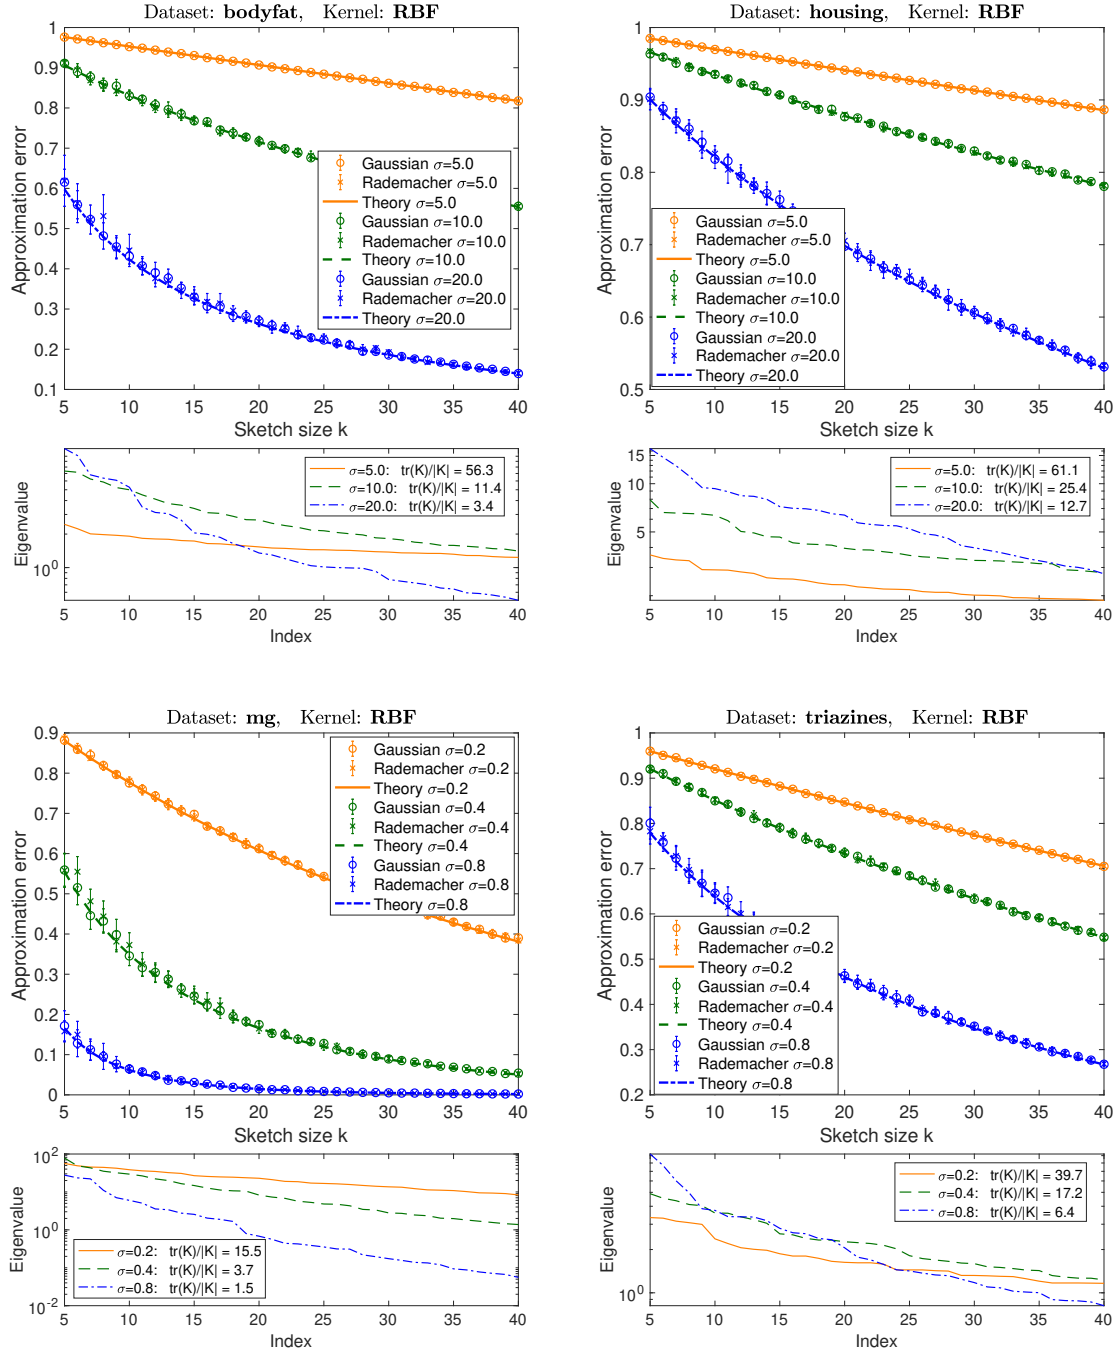 Dataset: bodyfat, Kernel: RBF
1
0.9
0.8
0.7
0.6
0.5
0.4
0.3
0.2
0.1
Approximation error
Gaussian σ=5.0
Rademacher σ=5.0
Theory σ=5.0
Gaussian σ=10.0
Rademacher σ=10.0
Theory σ=10.0
Gaussian σ=20.0
Rademacher σ=20.0
Theory σ=20.0
5 10 15 20 25 30 35 40
Sketch size k
Eigenvalue
10^0
σ=5.0: tr(K)/|K| = 56.3
σ=10.0: tr(K)/|K| = 11.4
σ=20.0: tr(K)/|K| = 3.4
5 10 15 20 25 30 35 40
Index
Dataset: housing, Kernel: RBF
1
0.9
0.8
0.7
0.6
0.5
Approximation error
Gaussian σ=5.0
Rademacher σ=5.0
Theory σ=5.0
Gaussian σ=10.0
Rademacher σ=10.0
Theory σ=10.0
Gaussian σ=20.0
Rademacher σ=20.0
Theory σ=20.0
5 10 15 20 25 30 35 40
Sketch size k
Eigenvalue
15
10
5
σ=5.0: tr(K)/|K| = 61.1
σ=10.0: tr(K)/|K| = 25.4
σ=20.0: tr(K)/|K| = 12.7
5 10 15 20 25 30 35 40
Index
Dataset: mg, Kernel: RBF
0.9
0.8
0.7
0.6
0.5
0.4
0.3
0.2
0.1
0
Approximation error
Gaussian σ=0.2
Rademacher σ=0.2
Theory σ=0.2
Gaussian σ=0.4
Rademacher σ=0.4
Theory σ=0.4
Gaussian σ=0.8
Rademacher σ=0.8
Theory σ=0.8
5 10 15 20 25 30 35 40
Sketch size k
Eigenvalue
10^2
10^0
10^-2
σ=0.2: tr(K)/|K| = 15.5
σ=0.4: tr(K)/|K| = 3.7
σ=0.8: tr(K)/|K| = 1.5
5 10 15 20 25 30 35 40
Index
Dataset: triazines, Kernel: RBF
1
0.9
0.8
0.7
0.6
0.5
0.4
0.3
0.2
Approximation error
Gaussian σ=0.2
Rademacher σ=0.2
Theory σ=0.2
Gaussian σ=0.4
Rademacher σ=0.4
Theory σ=0.4
Gaussian σ=0.8
Rademacher σ=0.8
Theory σ=0.8
5 10 15 20 25 30 35 40
Sketch size k
Eigenvalue
10^0
σ=0.2: tr(K)/|K| = 39.7
σ=0.4: tr(K)/|K| = 17.2
σ=0.8: tr(K)/|K| = 6.4
5 10 15 20 25 30 35 40
Index